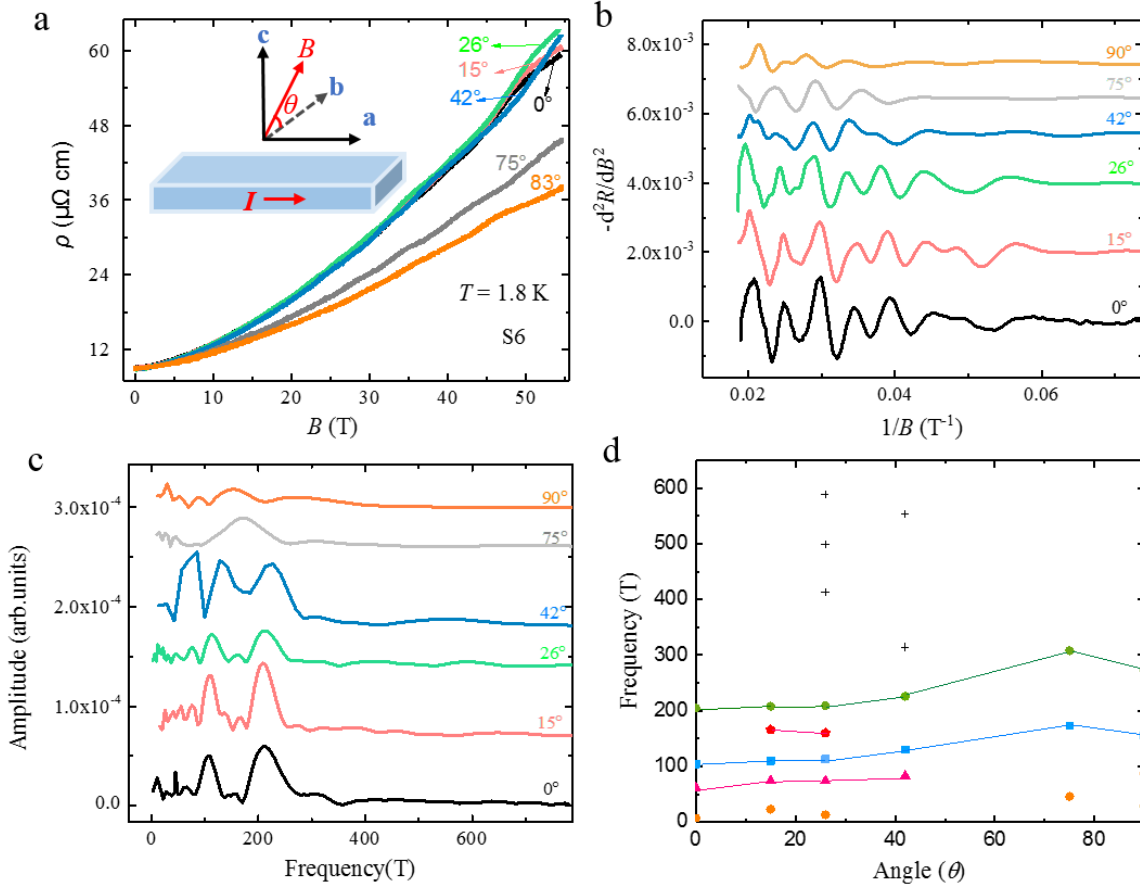 a
60
48
36
24
12
ρ (μΩ cm)
0
10
20
30
40
50
B (T)
c
B
b
θ
a
I
26°
15°
42°
0°
75°
83°
T = 1.8 K
S6
b
8.0x10-3
6.0x10-3
4.0x10-3
2.0x10-3
0.0
-d2R/dB2
90°
75°
42°
26°
15°
0°
0.02
0.04
0.06
1/B (T-1)
c
3.0x10-4
2.0x10-4
1.0x10-4
0.0
Amplitude (arb.units)
90°
75°
42°
26°
15°
0°
0
200
400
600
Frequency(T)
d
600
500
400
300
200
100
0
Frequency (T)
0
20
40
60
80
Angle (θ)